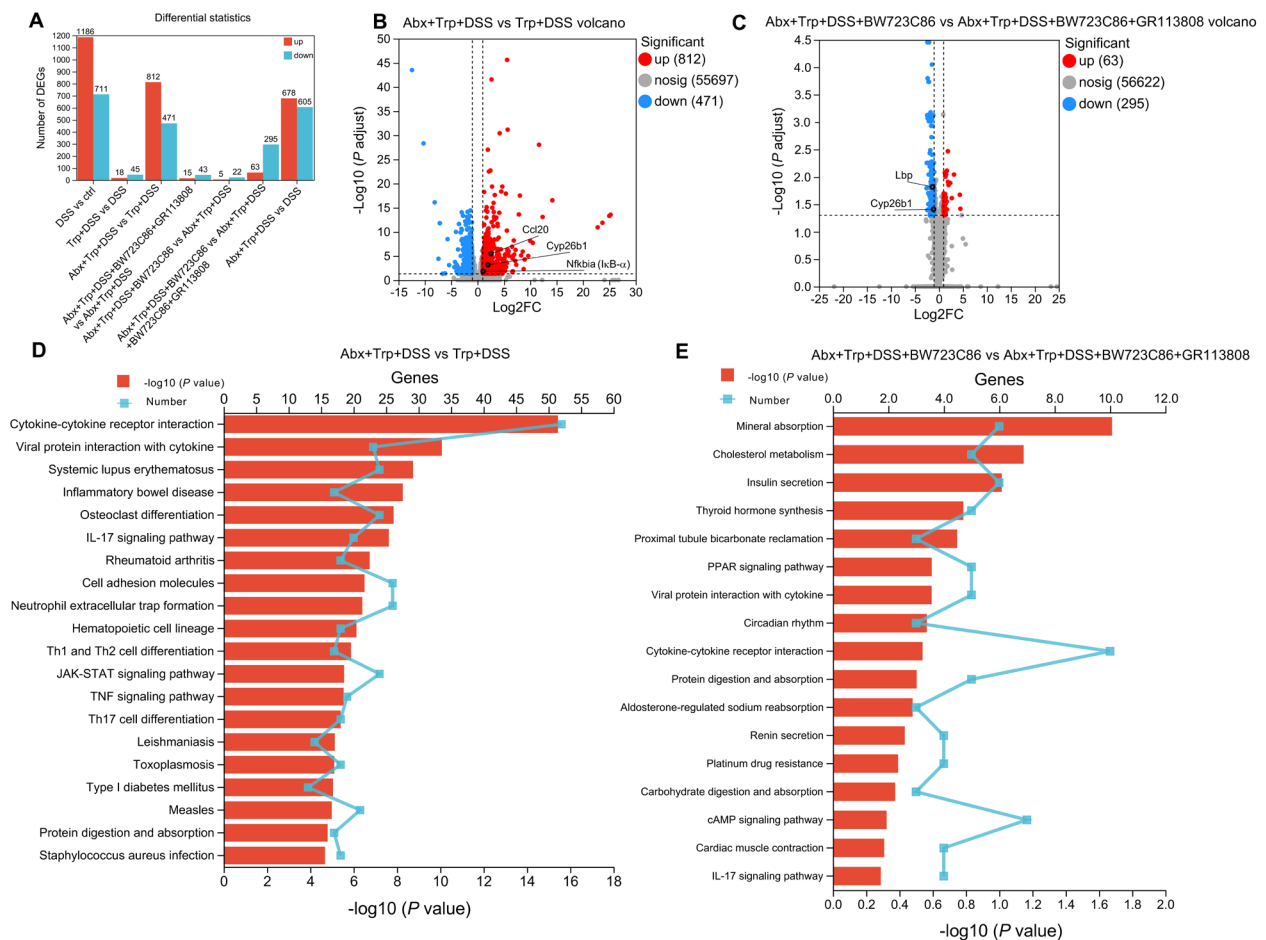 A
Differential statistics
Number of DEGs
1200
1100
1000
900
800
700
600
500
400
300
200
100
0
1186
711
18
45
812
471
15
43
5
22
63
295
678
605
up
down
DSS vs ctrl
Trp+DSS vs DSS
Abx+Trp+DSS vs Trp+DSS
Abx+Trp+DSS+BW723C86+GR113808
vs Abx+Trp+DSS
Abx+Trp+DSS+BW723C86 vs Abx+Trp+DSS
Abx+Trp+DSS+BW723C86 vs Abx+Trp+DSS
+BW723C86+GR113808
Abx+Trp+DSS vs DSS
B
Abx+Trp+DSS vs Trp+DSS volcano
-Log10 (P adjust)
50
45
40
35
30
25
20
15
10
5
0
-15
-10
-5
0
5
10
15
20
25
30
Log2FC
Ccl20
Cyp26b1
Nfkbia (IκB-α)
Significant
up (812)
nosig (55697)
down (471)
C
Abx+Trp+DSS+BW723C86 vs Abx+Trp+DSS+BW723C86+GR113808 volcano
-Log10 (P adjust)
4.5
4.0
3.5
3.0
2.5
2.0
1.5
1.0
0.5
0.0
-25
-20
-15
-10
-5
0
5
10
15
20
25
Log2FC
Lbp
Cyp26b1
Significant
up (63)
nosig (56622)
down (295)
D
Abx+Trp+DSS vs Trp+DSS
-log10 (P value)
Number
Genes
0 5 10 15 20 25 30 35 40 45 50 55 60
Cytokine-cytokine receptor interaction
Viral protein interaction with cytokine
Systemic lupus erythematosus
Inflammatory bowel disease
Osteoclast differentiation
IL-17 signaling pathway
Rheumatoid arthritis
Cell adhesion molecules
Neutrophil extracellular trap formation
Hematopoietic cell lineage
Th1 and Th2 cell differentiation
JAK-STAT signaling pathway
TNF signaling pathway
Th17 cell differentiation
Leishmaniasis
Toxoplasmosis
Type I diabetes mellitus
Measles
Protein digestion and absorption
Staphylococcus aureus infection
0 2 4 6 8 10 12 14 16 18
-log10 (P value)
E
Abx+Trp+DSS+BW723C86 vs Abx+Trp+DSS+BW723C86+GR113808
-log10 (P value)
Number
Genes
0.0 2.0 4.0 6.0 8.0 10.0 12.0
Mineral absorption
Cholesterol metabolism
Insulin secretion
Thyroid hormone synthesis
Proximal tubule bicarbonate reclamation
PPAR signaling pathway
Viral protein interaction with cytokine
Circadian rhythm
Cytokine-cytokine receptor interaction
Protein digestion and absorption
Aldosterone-regulated sodium reabsorption
Renin secretion
Platinum drug resistance
Carbohydrate digestion and absorption
cAMP signaling pathway
Cardiac muscle contraction
IL-17 signaling pathway
0.0 0.2 0.4 0.6 0.8 1.0 1.2 1.4 1.6 1.8 2.0
-log10 (P value)